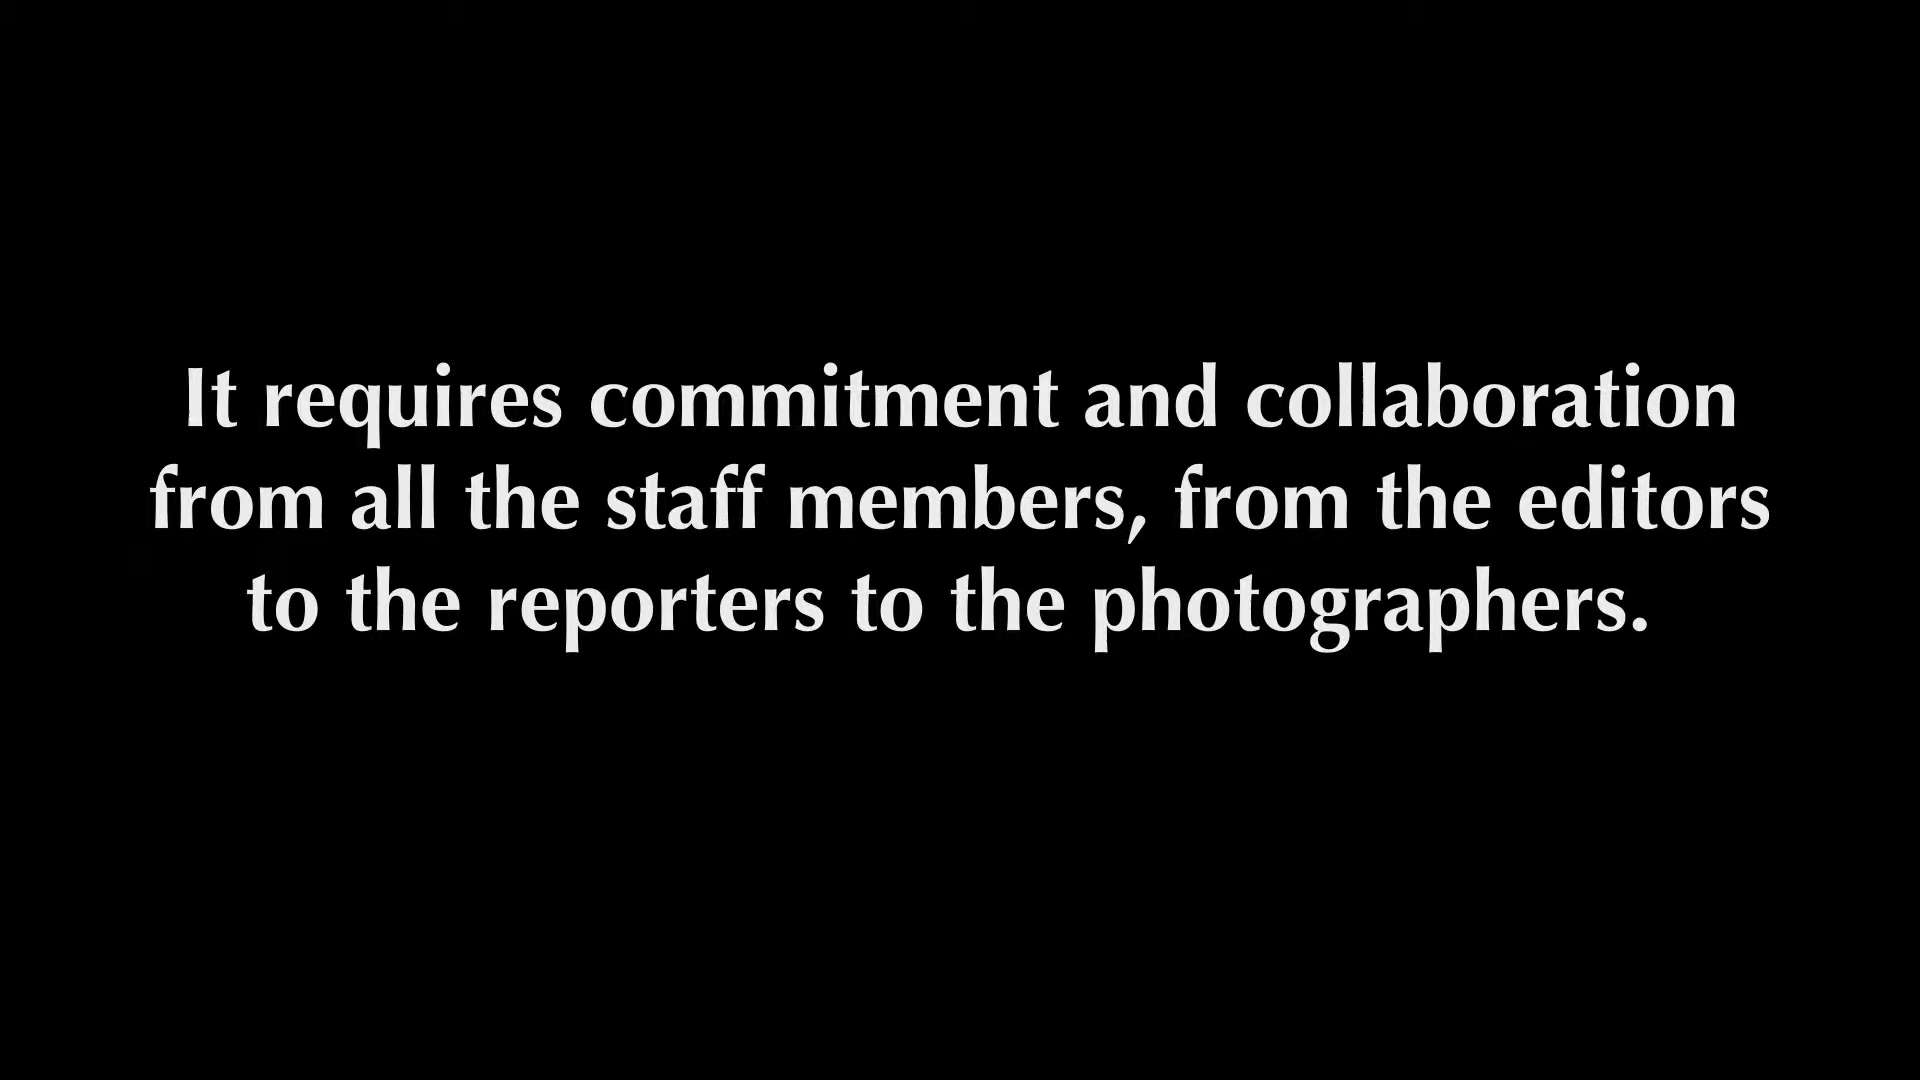 It requires commitment and collaboration
from all the staff members, from the editors
to the reporters to the photographers.